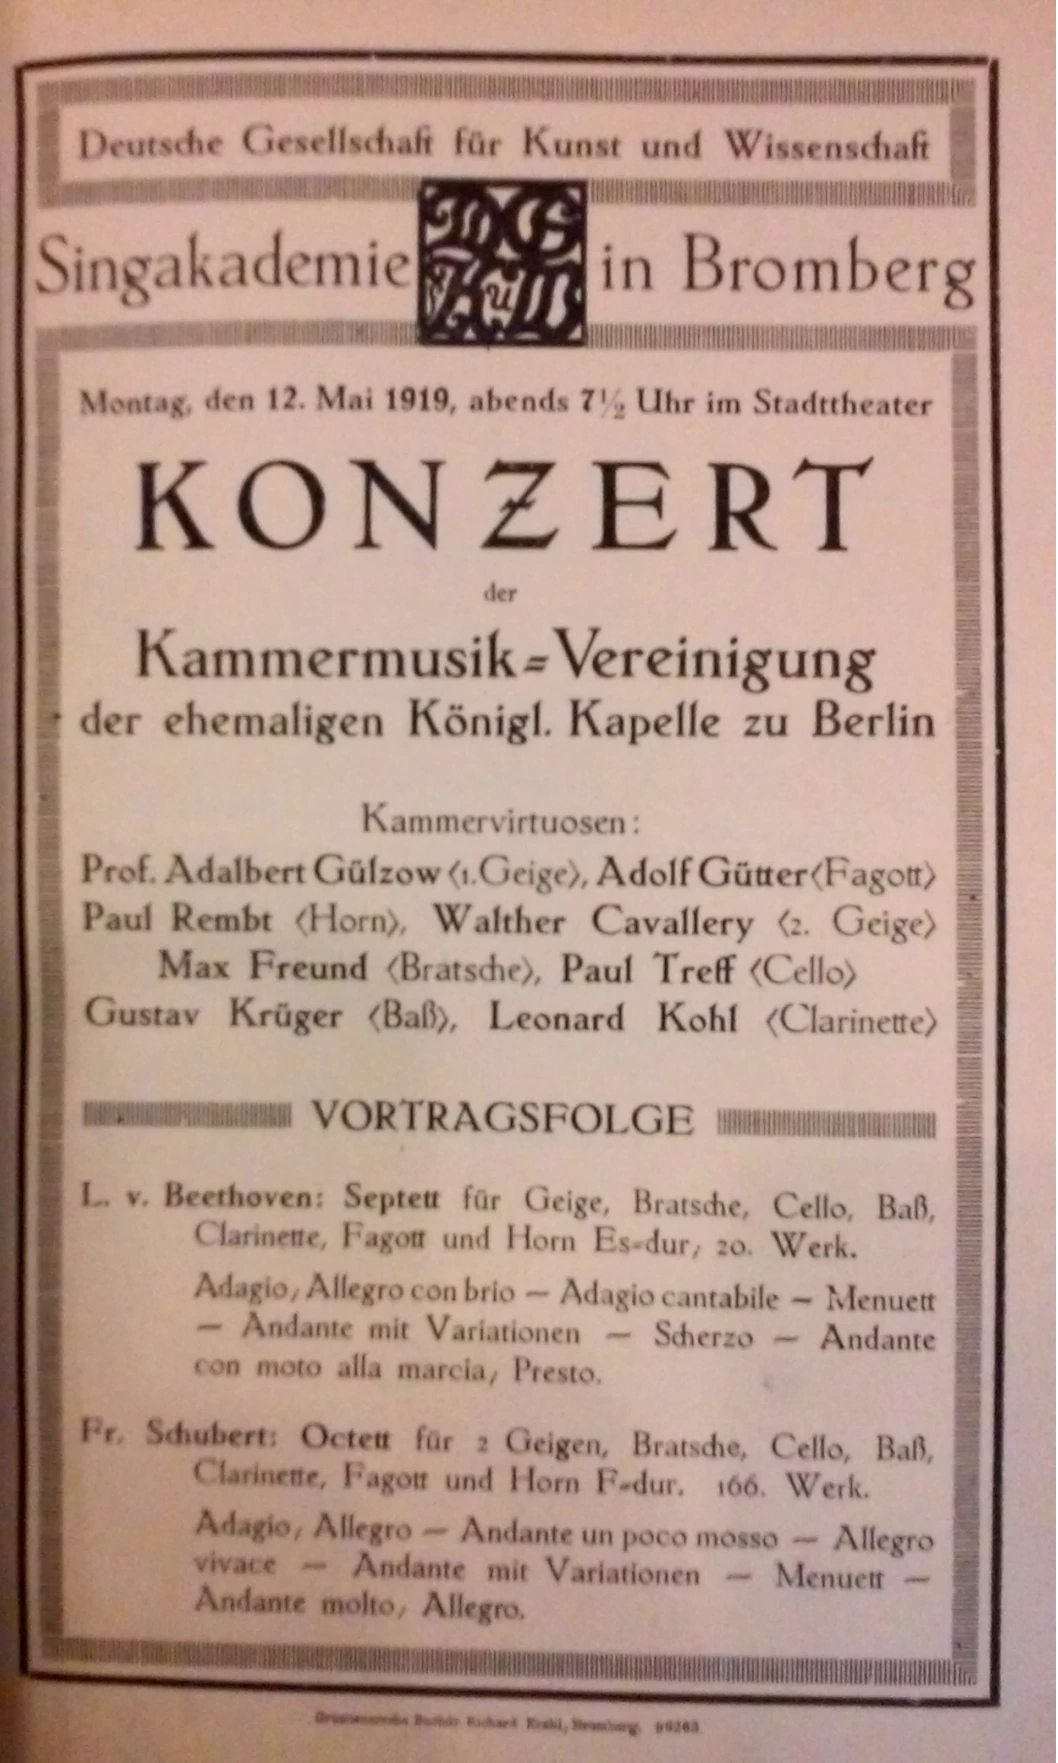 Deutsche Gesellschaft für Kunst und Wissenschaft
Singakademie DG KuW in Bromberg
Montag, den 12. Mai 1919, abends 7½ Uhr im Stadttheater
KONZERT
der
Kammermusik=Vereinigung
der ehemaligen Königl. Kapelle zu Berlin
Kammervirtuosen:
Prof. Adalbert Gülzow (1. Geige), Adolf Gütter (Fagott)
Paul Rembt (Horn), Walther Cavallery (2. Geige)
Max Freund (Bratsche), Paul Treff (Cello)
Gustav Krüger (Baß), Leonard Kohl (Clarinette)
VORTRAGSFOLGE
L. v. Beethoven: Septett für Geige, Bratsche, Cello, Baß,
Clarinette, Fagott und Horn Es=dur, 20. Werk.
Adagio, Allegro con brio — Adagio cantabile — Menuett
— Andante mit Variationen — Scherzo — Andante
con moto alla marcia, Presto.
Fr. Schubert: Octett für 2 Geigen, Bratsche, Cello, Baß,
Clarinette, Fagott und Horn F=dur. 166. Werk.
Adagio, Allegro — Andante un poco mosso — Allegro
vivace — Andante mit Variationen — Menuett —
Andante molto, Allegro.
Richard Krahl, Bromberg.